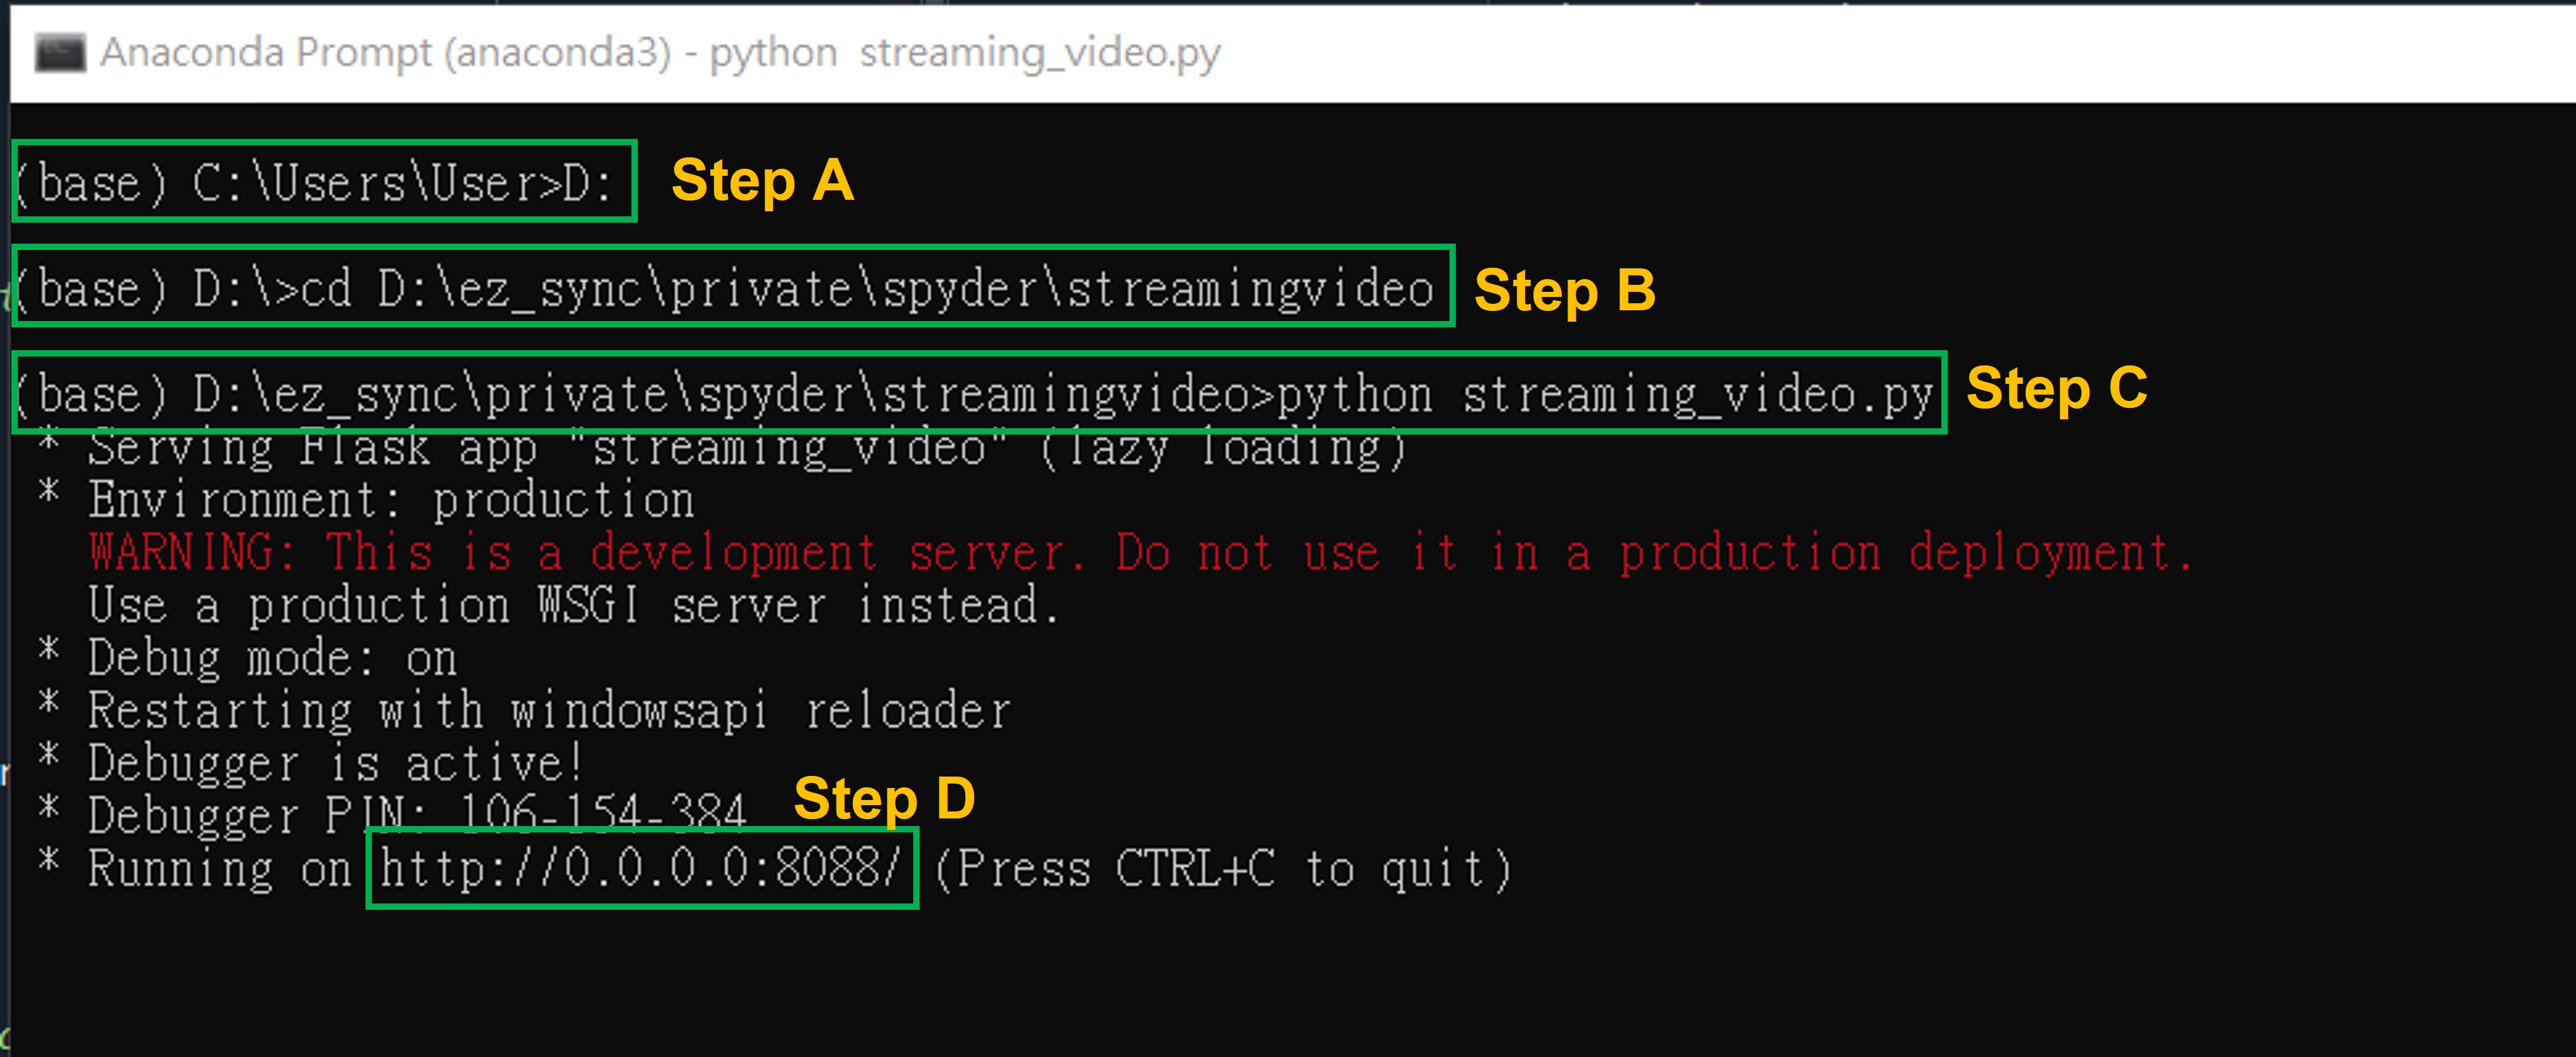 Anaconda Prompt (anaconda3) - python  streaming_video.py
(base) C:\Users\User>D:
Step A
(base) D:\>cd D:\ez_sync\private\spyder\streamingvideo
Step B
(base) D:\ez_sync\private\spyder\streamingvideo>python streaming_video.py
Step C
* Serving Flask app "streaming_video" (lazy loading)
* Environment: production
WARNING: This is a development server. Do not use it in a production deployment.
Use a production WSGI server instead.
* Debug mode: on
* Restarting with windowsapi reloader
* Debugger is active!
* Debugger PIN: 106-154-384
Step D
* Running on http://0.0.0.0:8088/ (Press CTRL+C to quit)